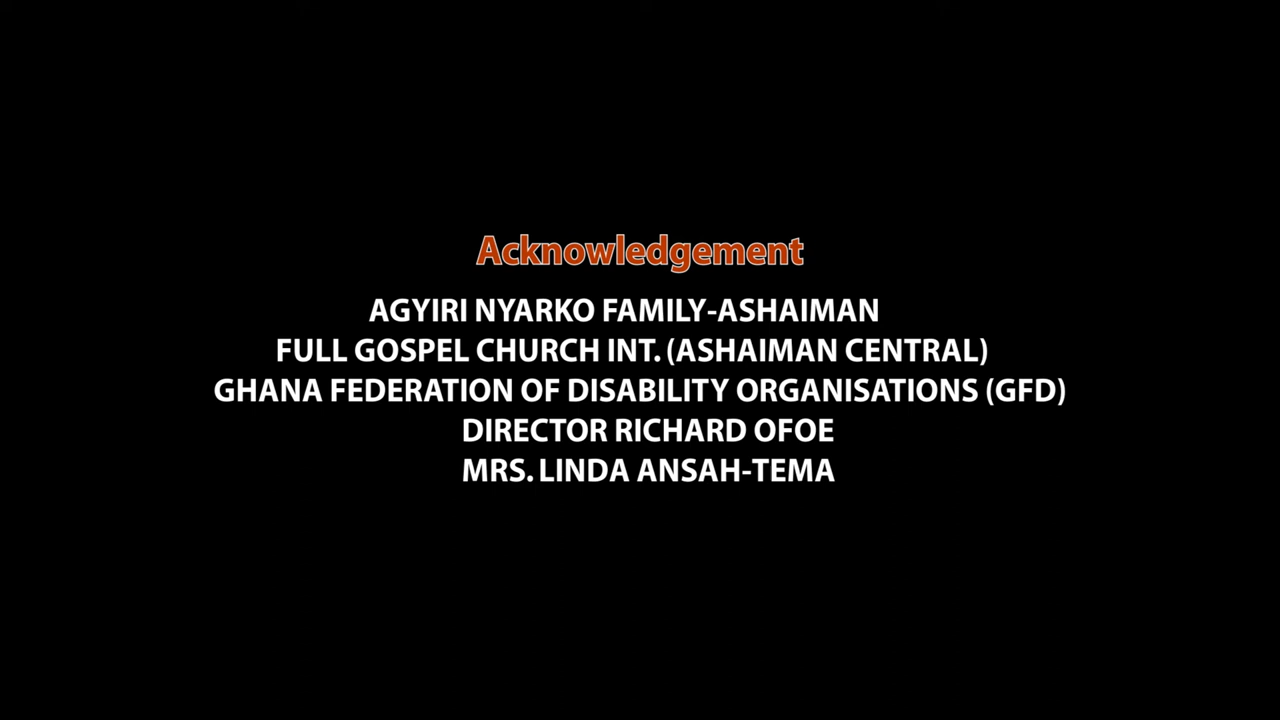 Acknowledgement
AGYIRI NYARKO FAMILY-ASHAIMAN
FULL GOSPEL CHURCH INT. (ASHAIMAN CENTRAL)
GHANA FEDERATION OF DISABILITY ORGANISATIONS (GFD)
DIRECTOR RICHARD OFOE
MRS. LINDA ANSAH-TEMA